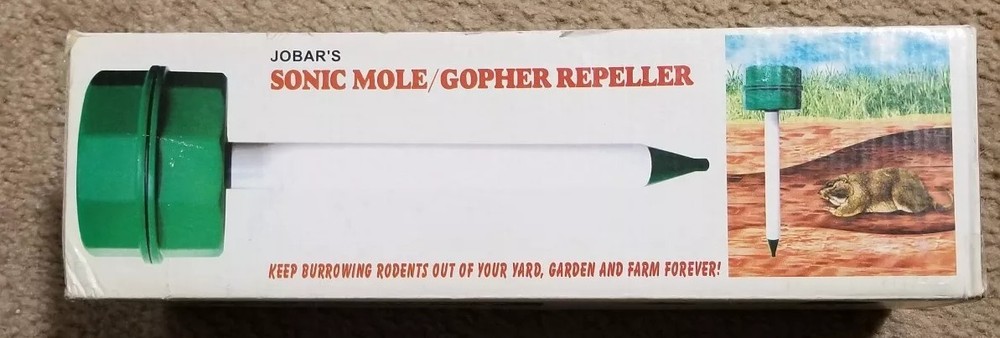 JOBAR'S
SONIC MOLE/GOPHER REPELLER
KEEP BURROWING RODENTS OUT OF YOUR YARD, GARDEN AND FARM FOREVER!